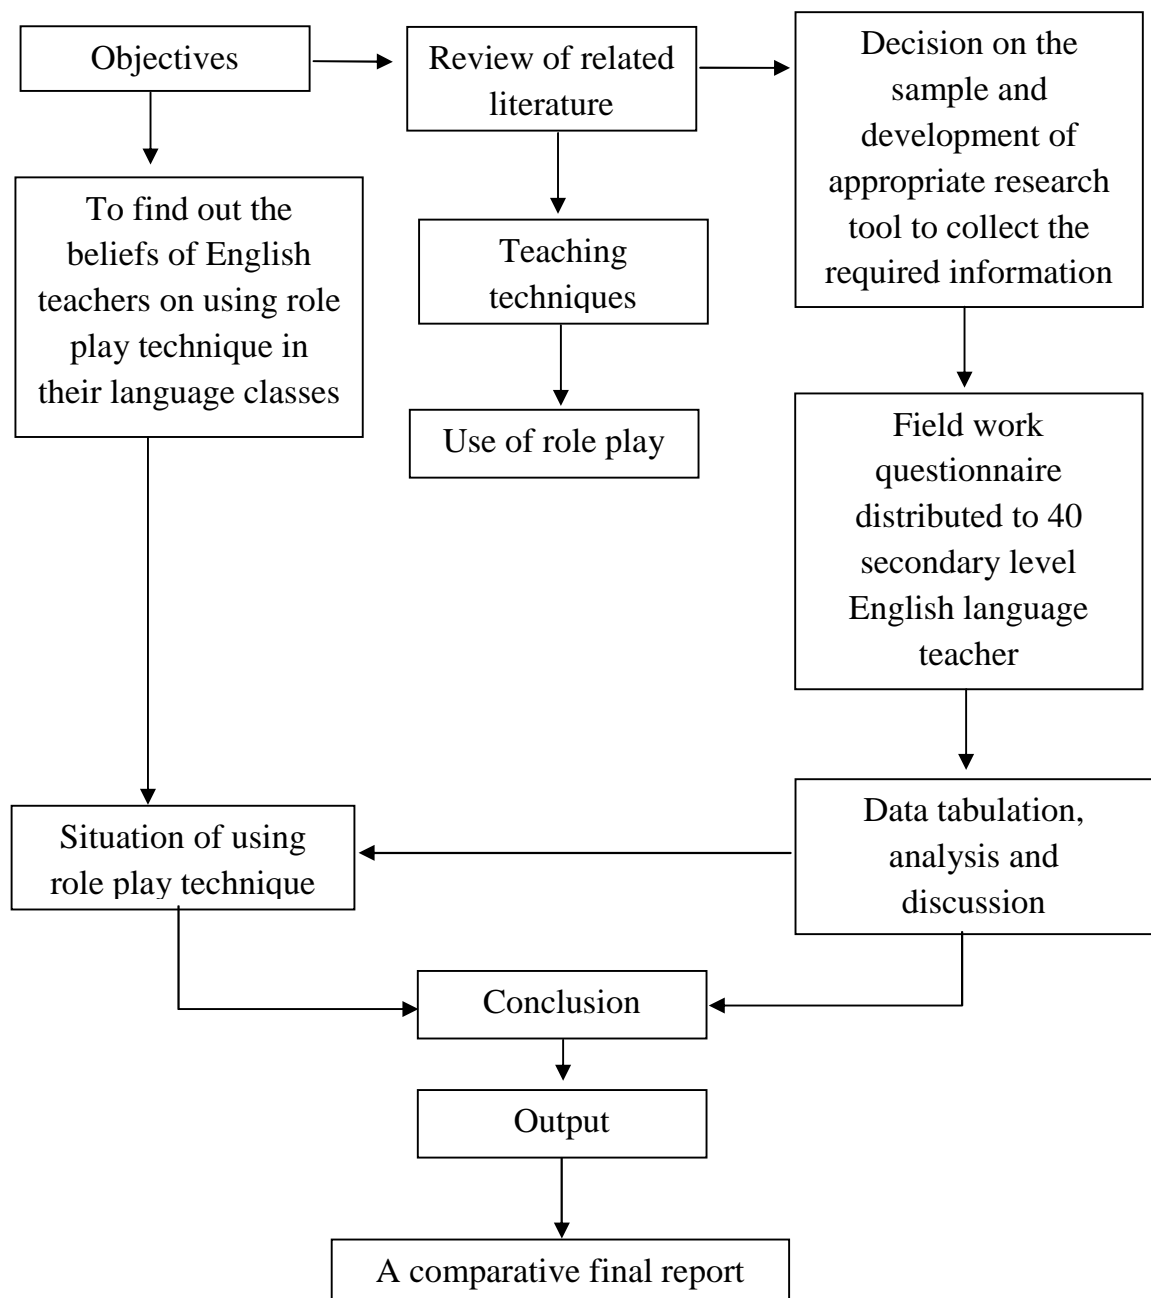 Objectives
Review of related
literature
Decision on the
sample and
development of
appropriate research
tool to collect the
required information
To find out the
beliefs of English
teachers on using role
play technique in
their language classes
Teaching
techniques
Use of role play
Field work
questionnaire
distributed to 40
secondary level
English language
teacher
Situation of using
role play technique
Data tabulation,
analysis and
discussion
Conclusion
Output
A comparative final report